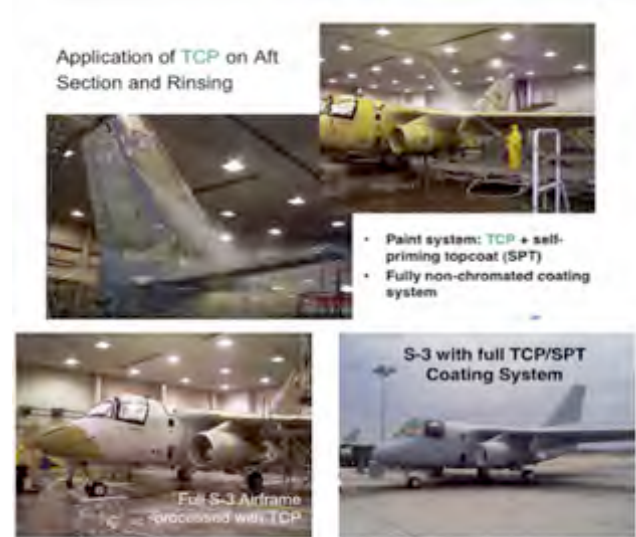 Application of TCP on Aft
Section and Rinsing
• Paint system: TCP + self-
priming topcoat (SPT)
• Fully non-chromated coating
system
Full S-3 Airframe
processed with TCP
S-3 with full TCP/SPT
Coating System